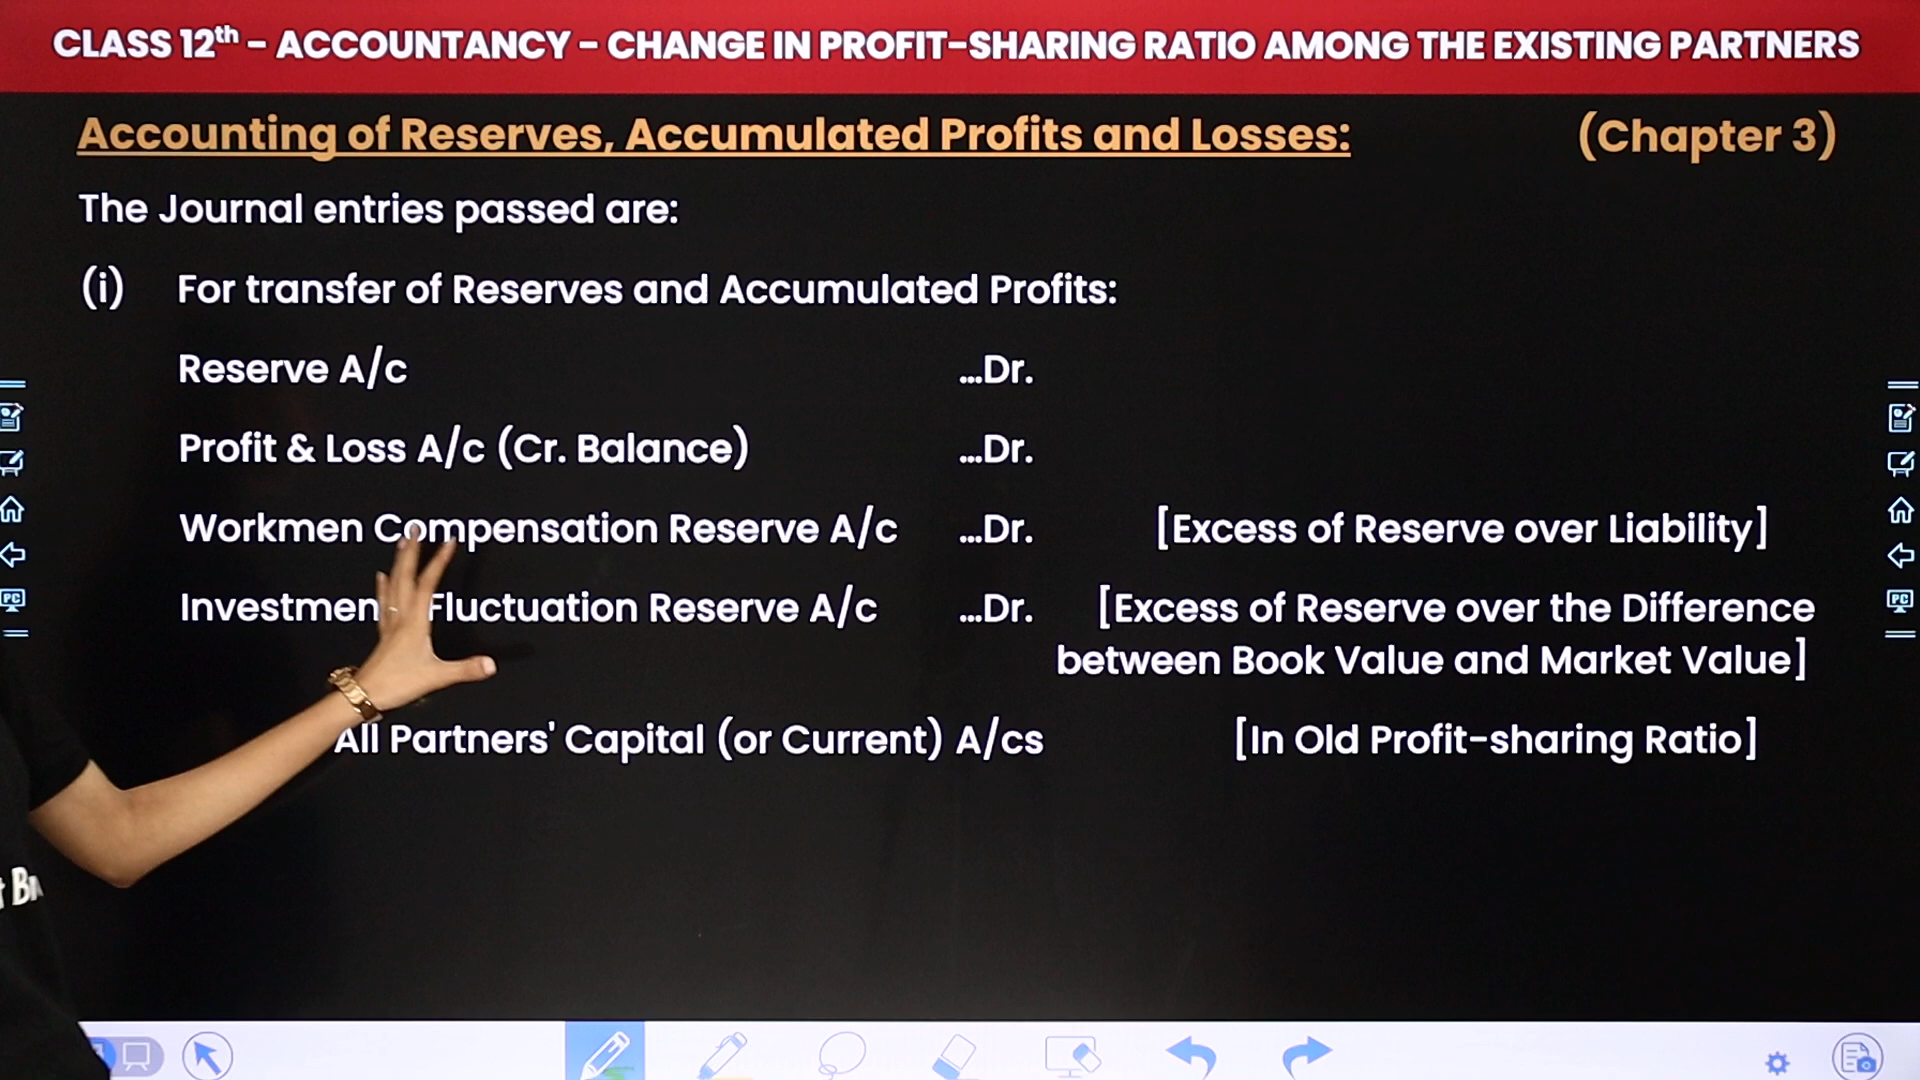 CLASS 12th - ACCOUNTANCY - CHANGE IN PROFIT-SHARING RATIO AMONG THE EXISTING PARTNERS
Accounting of Reserves, Accumulated Profits and Losses: (Chapter 3)
The Journal entries passed are:
(i) For transfer of Reserves and Accumulated Profits:
Reserve A/c ...Dr.
Profit & Loss A/c (Cr. Balance) ...Dr.
Workmen Compensation Reserve A/c ...Dr. [Excess of Reserve over Liability]
Investmen Fluctuation Reserve A/c ...Dr. [Excess of Reserve over the Difference
between Book Value and Market Value]
All Partners' Capital (or Current) A/cs [In Old Profit-sharing Ratio]
PC
PC